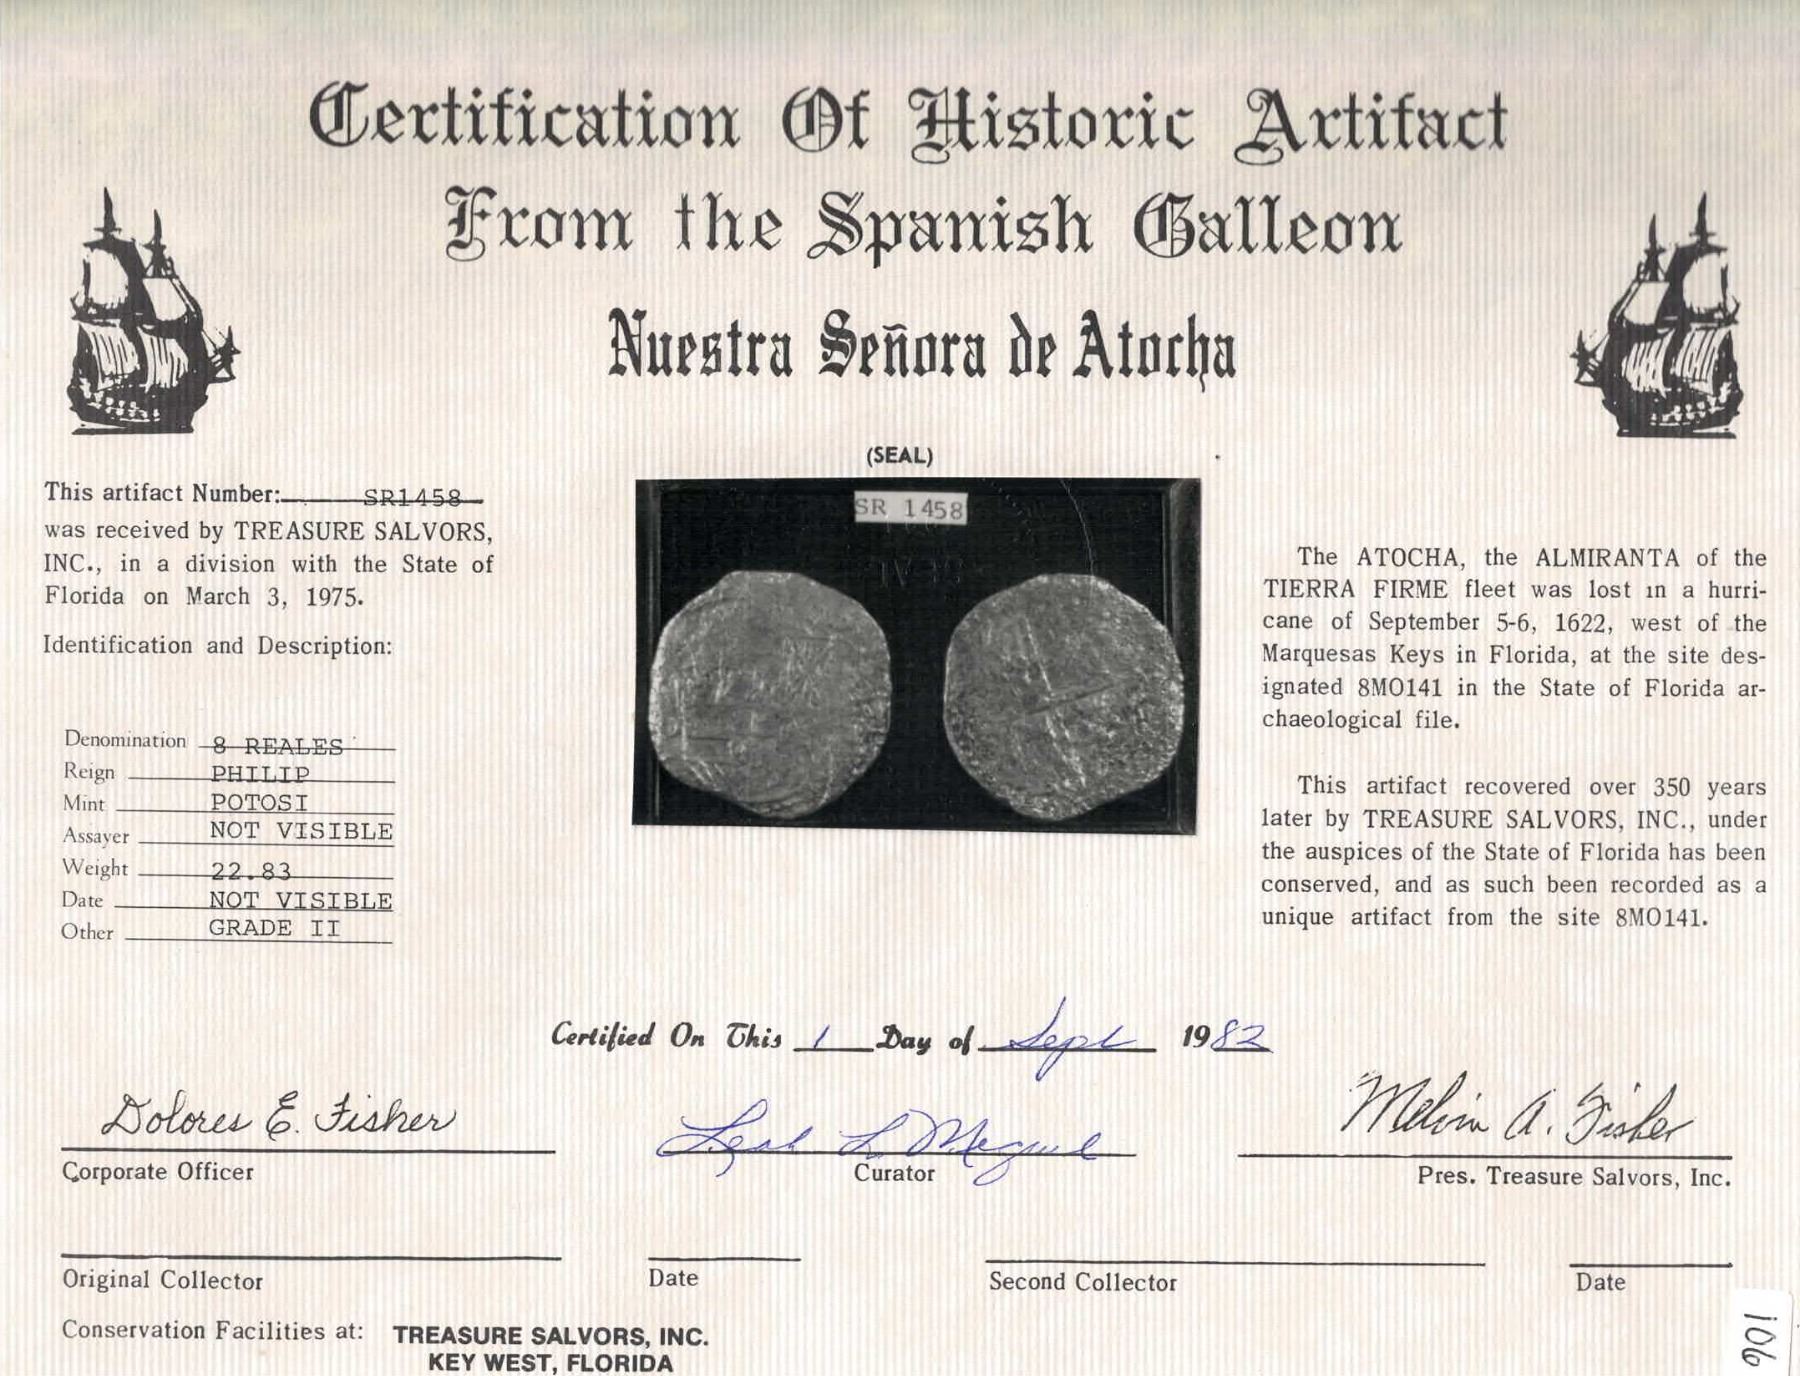 Certification Of Historic Artifact
From the Spanish Galleon
Nuestra Señora de Atocha
(SEAL)
This artifact Number: SR1458
was received by TREASURE SALVORS,
INC., in a division with the State of
Florida on March 3, 1975.
Identification and Description:
Denomination 8 REALES
Reign PHILIP
Mint POTOSI
Assayer NOT VISIBLE
Weight 22.83
Date NOT VISIBLE
Other GRADE II
SR 1458
The ATOCHA, the ALMIRANTA of the
TIERRA FIRME fleet was lost in a hurri-
cane of September 5-6, 1622, west of the
Marquesas Keys in Florida, at the site des-
ignated 8MO141 in the State of Florida ar-
chaeological file.
This artifact recovered over 350 years
later by TREASURE SALVORS, INC., under
the auspices of the State of Florida has been
conserved, and as such been recorded as a
unique artifact from the site 8MO141.
Certified On This 1 Day of Sept 1982
Dolores E. Fisher
Corporate Officer
Leah L
Curator
Melvin A. Fisher
Pres. Treasure Salvors, Inc.
Original Collector
Date
Second Collector
Date
Conservation Facilities at: TREASURE SALVORS, INC.
KEY WEST, FLORIDA
106